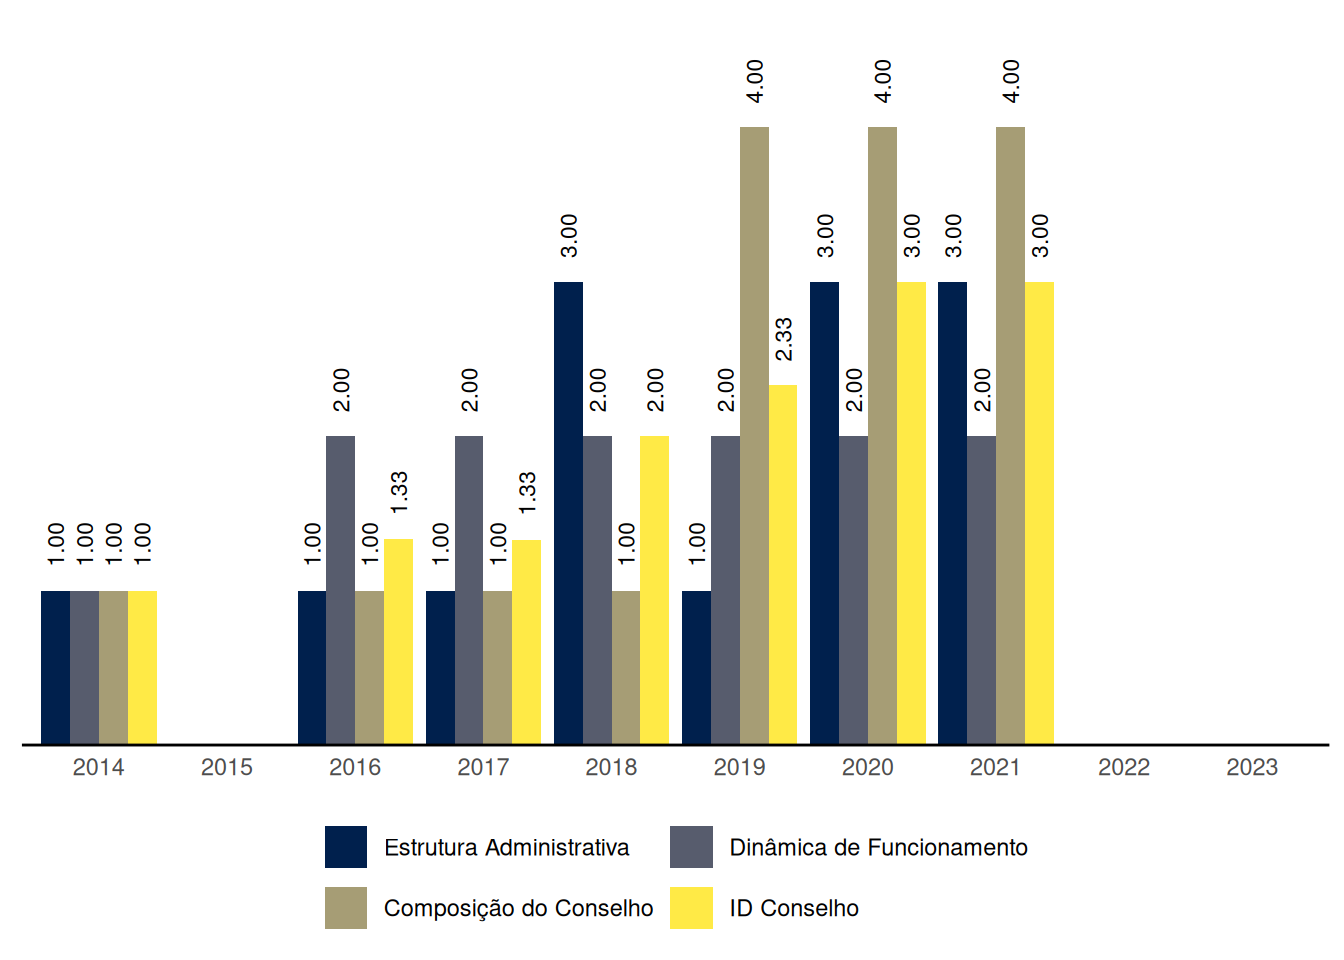 4.00 4.00 4.00
3.00 3.00 3.00 3.00 3.00
2.33
2.00 2.00 2.00 2.00 2.00 2.00 2.00
1.33 1.33
1.00 1.00 1.00 1.00 1.00 1.00 1.00 1.00 1.00 1.00
2014 2015 2016 2017 2018 2019 2020 2021 2022 2023
Estrutura Administrativa Dinâmica de Funcionamento
Composição do Conselho ID Conselho